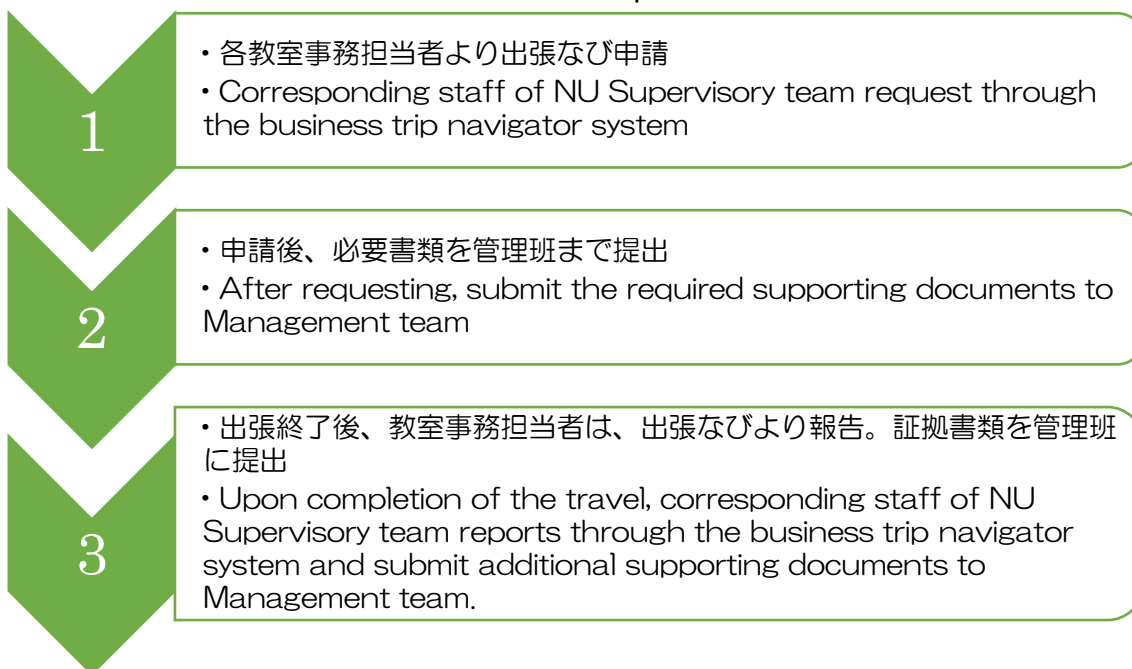 1
・各教室事務担当者より出張なび申請
・Corresponding staff of NU Supervisory team request through
the business trip navigator system
2
・申請後、必要書類を管理班まで提出
・After requesting, submit the required supporting documents to
Management team
3
・出張終了後、教室事務担当者は、出張なびより報告。証拠書類を管理班
に提出
・Upon completion of the travel, corresponding staff of NU
Supervisory team reports through the business trip navigator
system and submit additional supporting documents to
Management team.